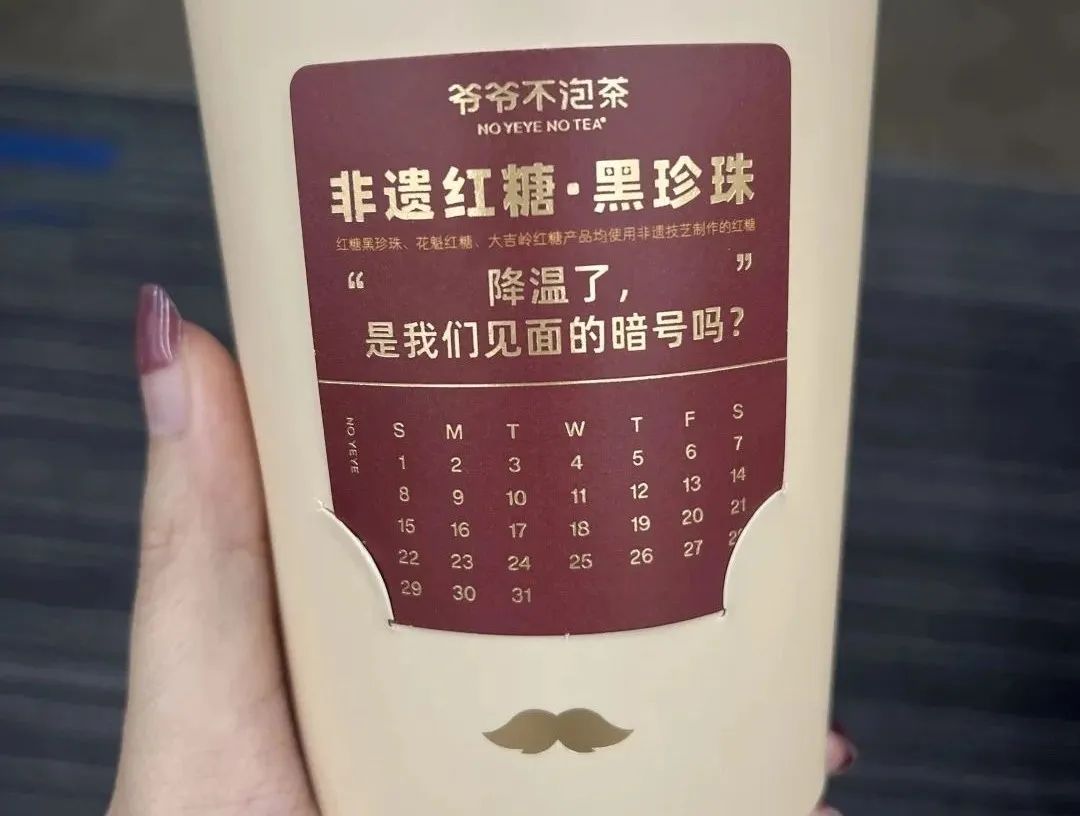 爷爷不泡茶
NO YEYE NO TEA
非遗红糖·黑珍珠
红糖黑珍珠、花魁红糖、大吉岭红糖产品均使用非遗技艺制作的红糖
“ 降温了， ”
是我们见面的暗号吗？
NO YEYE
S M T W T F S
1 2 3 4 5 6 7
8 9 10 11 12 13 14
15 16 17 18 19 20 21
22 23 24 25 26 27
29 30 31